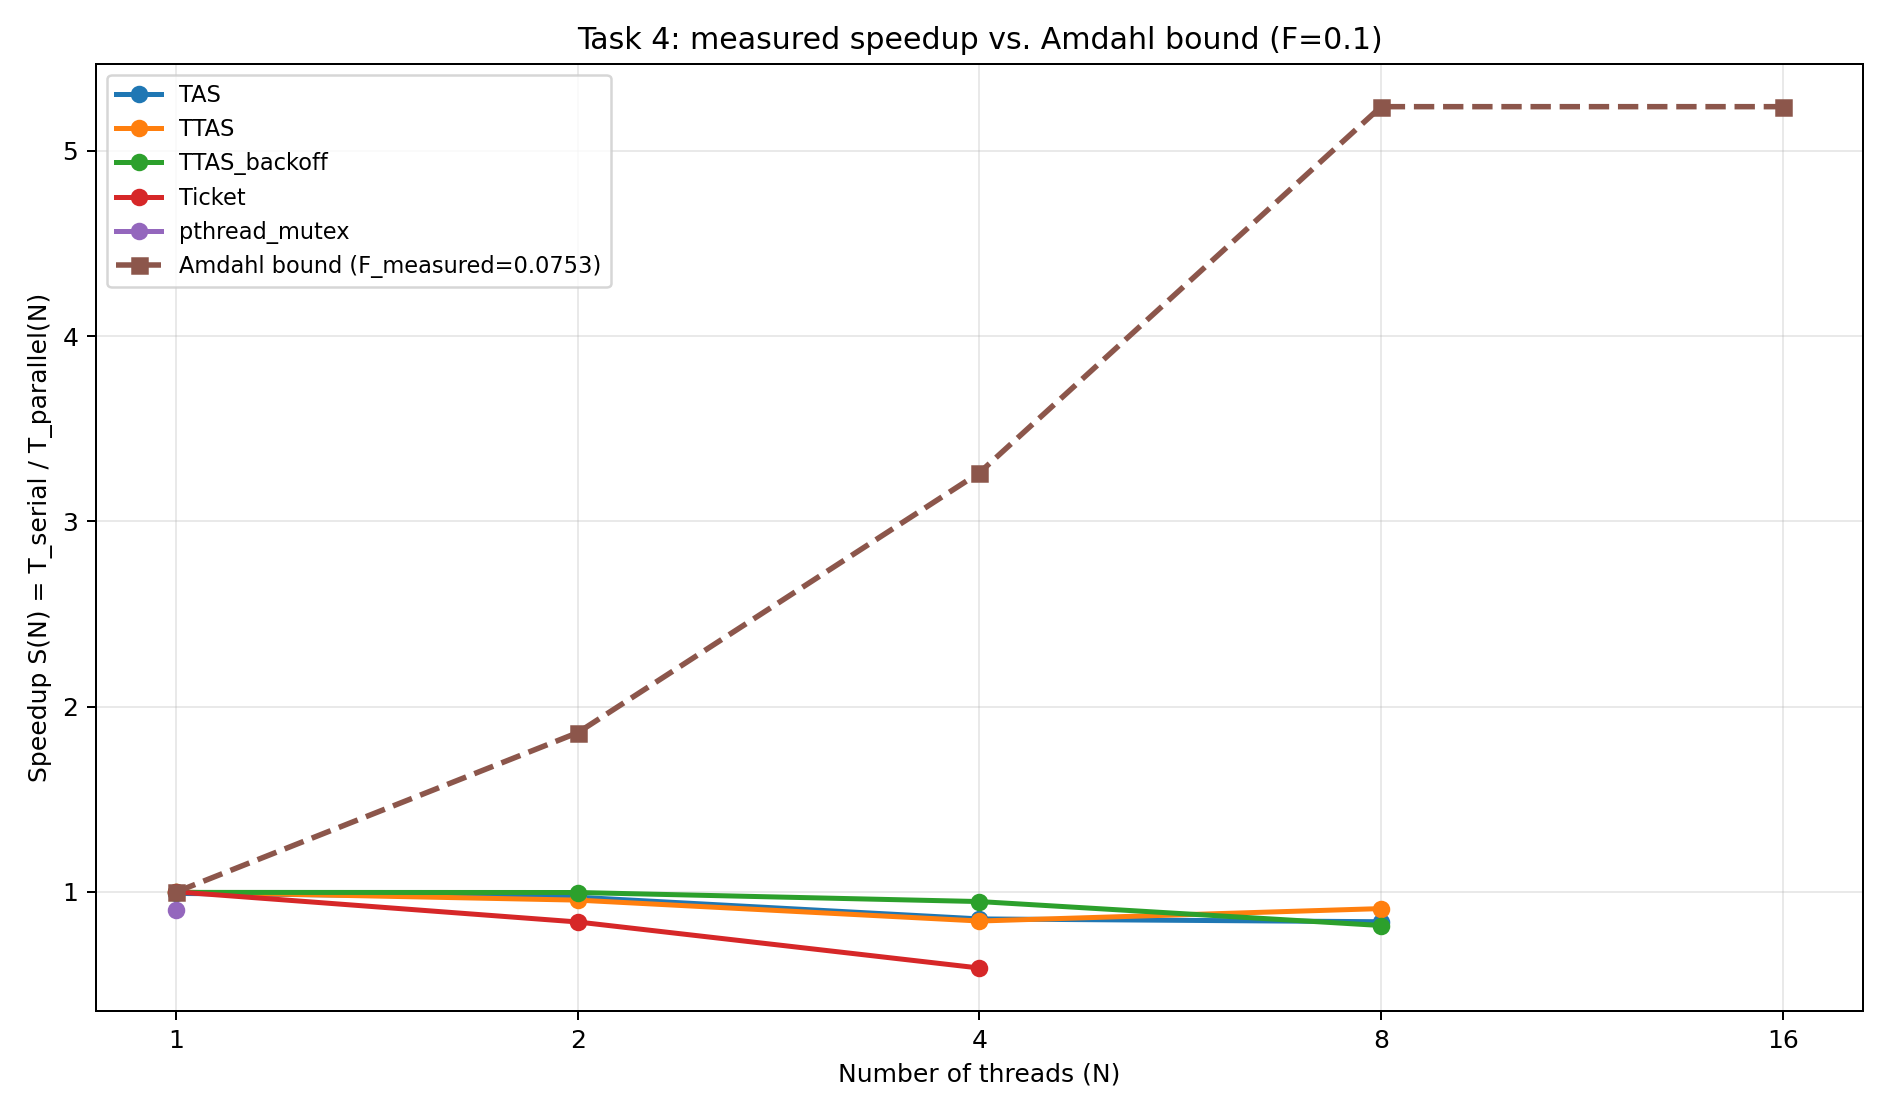 Task 4: measured speedup vs. Amdahl bound (F=0.1)
TAS
TTAS
TTAS_backoff
Ticket
pthread_mutex
Amdahl bound (F_measured=0.0753)
Speedup S(N) = T_serial / T_parallel(N)
5
4
3
2
1
1 2 4 8 16
Number of threads (N)